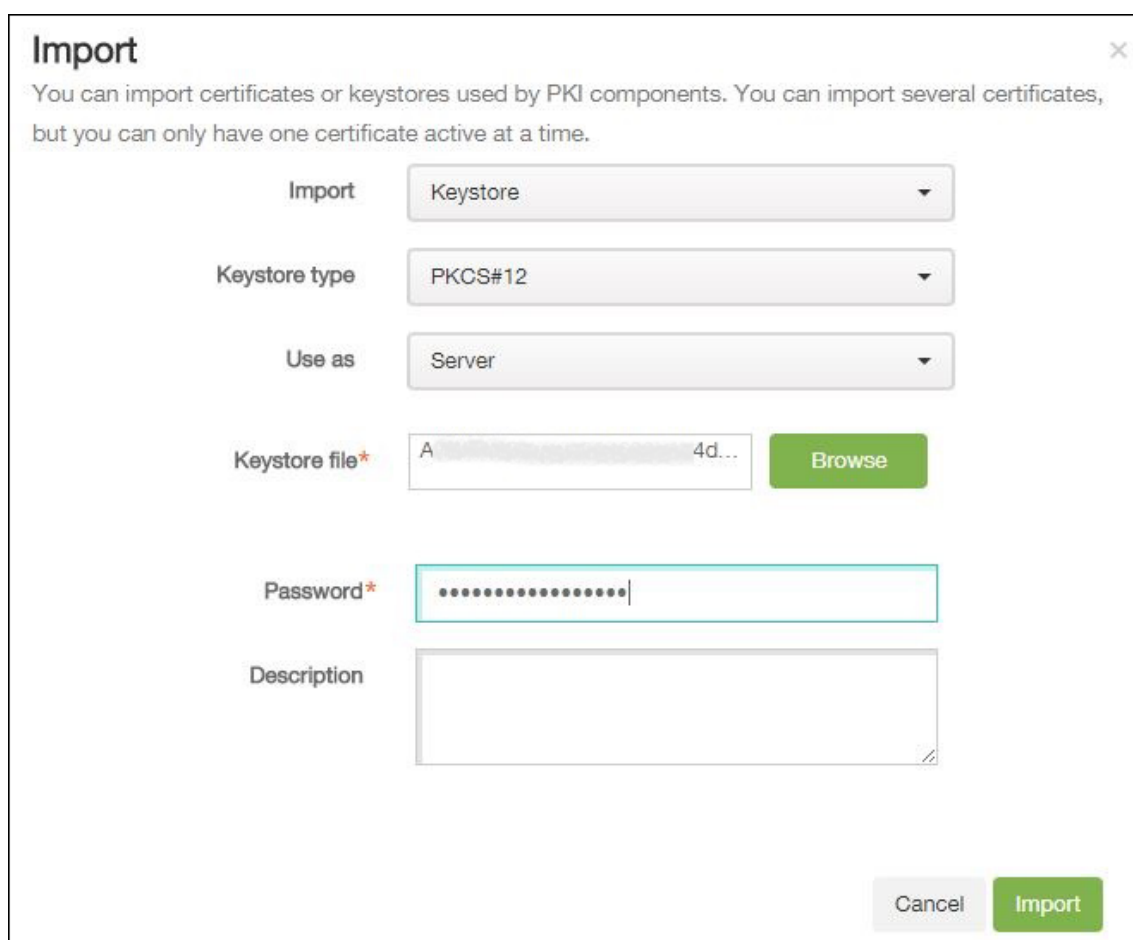 Import
You can import certificates or keystores used by PKI components. You can import several certificates,
but you can only have one certificate active at a time.
Import Keystore
Keystore type PKCS#12
Use as Server
Keystore file* A 4d... Browse
Password* •••••••••••••••••
Description
Cancel Import